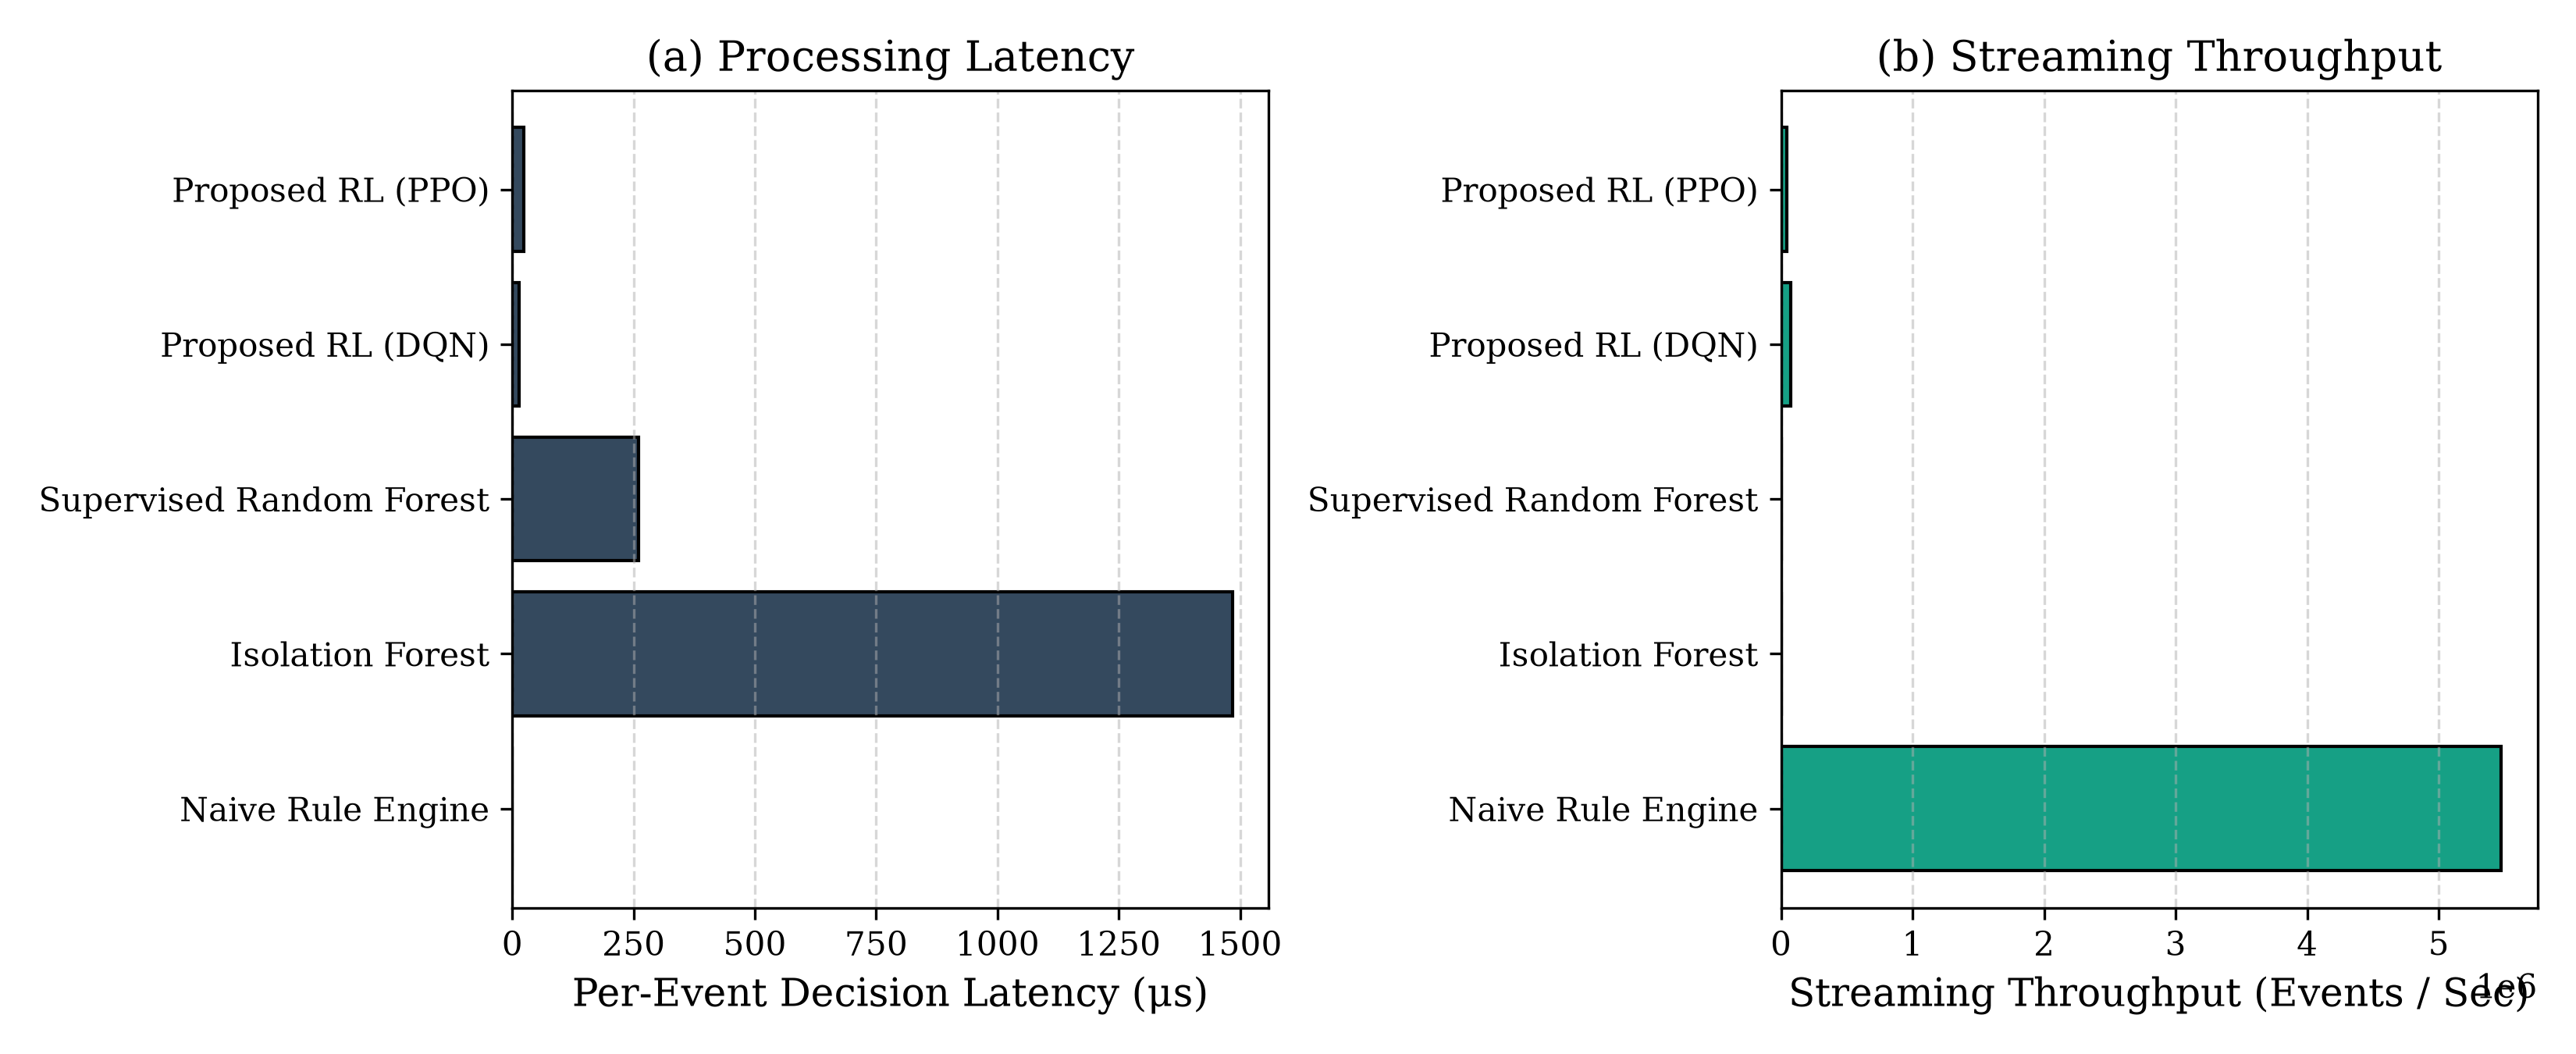 (a) Processing Latency
Proposed RL (PPO)
Proposed RL (DQN)
Supervised Random Forest
Isolation Forest
Naive Rule Engine
0 250 500 750 1000 1250 1500
Per-Event Decision Latency (μs)
(b) Streaming Throughput
Proposed RL (PPO)
Proposed RL (DQN)
Supervised Random Forest
Isolation Forest
Naive Rule Engine
0 1 2 3 4 5
1e6
Streaming Throughput (Events / Sec)